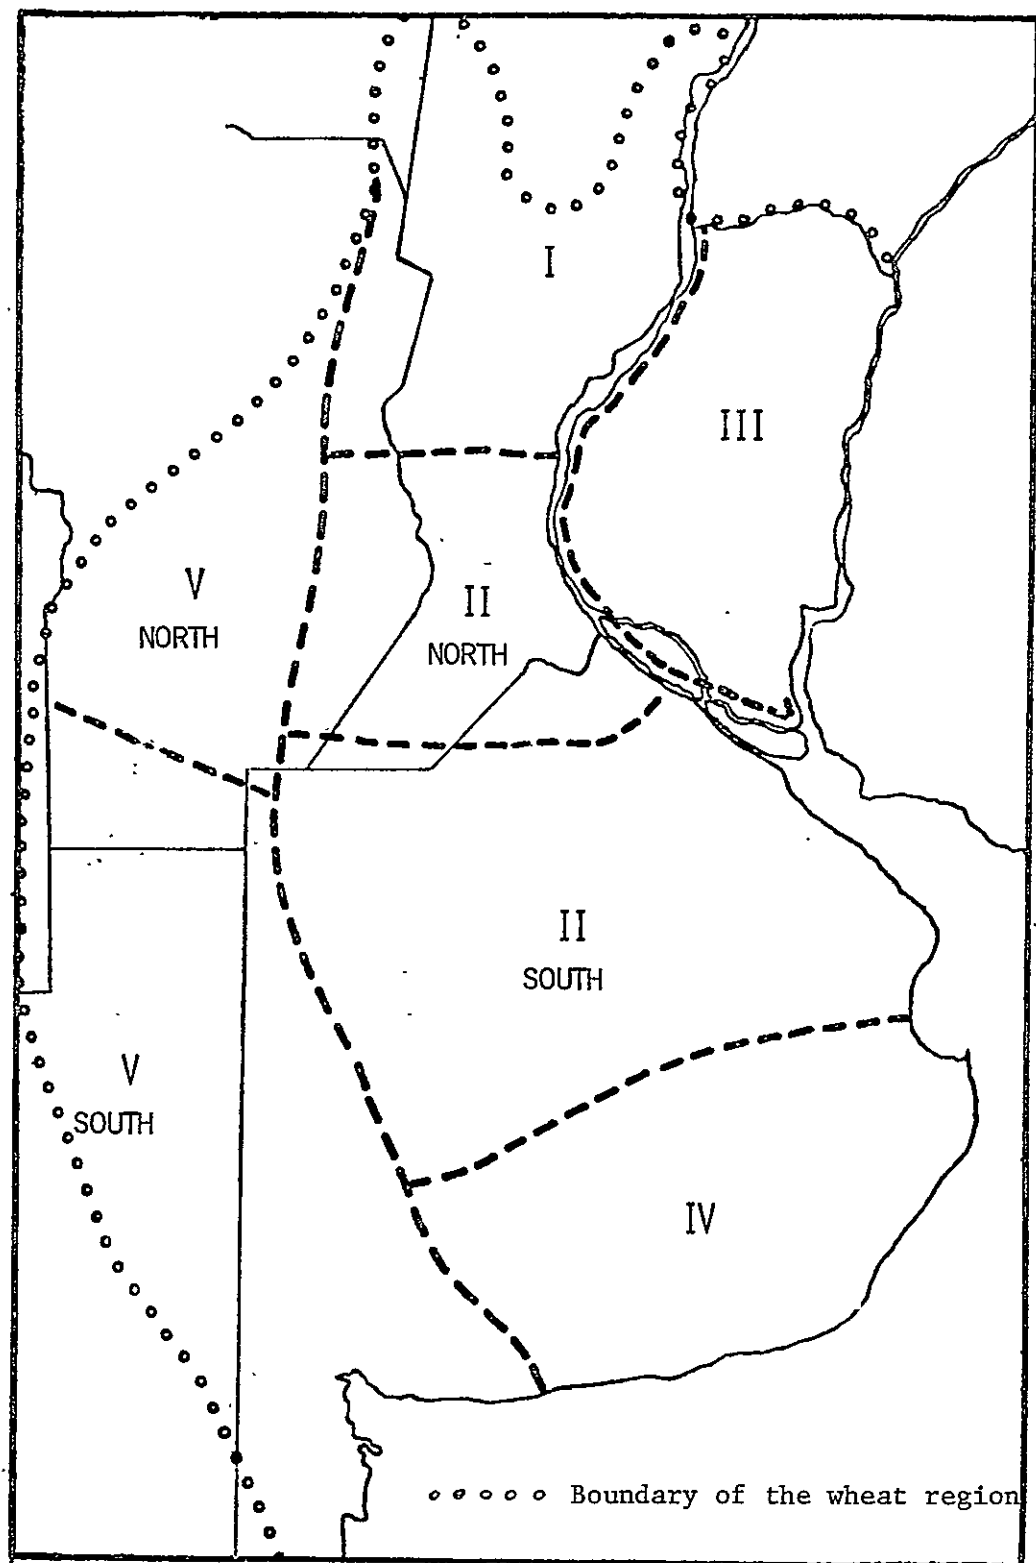 I
III
V
NORTH
II
NORTH
II
SOUTH
V
SOUTH
IV
Boundary of the wheat region